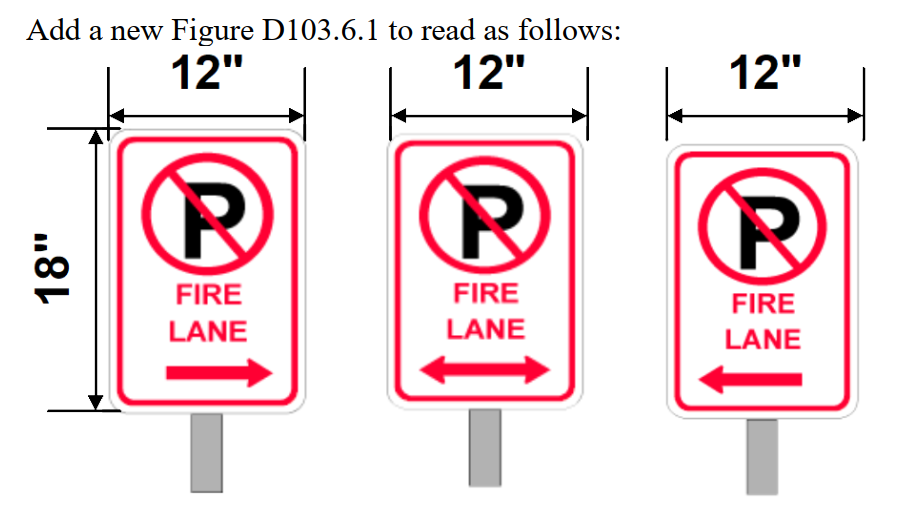 Add a new Figure D103.6.1 to read as follows:
12" 12" 12"
18"
P P P
FIRE FIRE FIRE
LANE LANE LANE